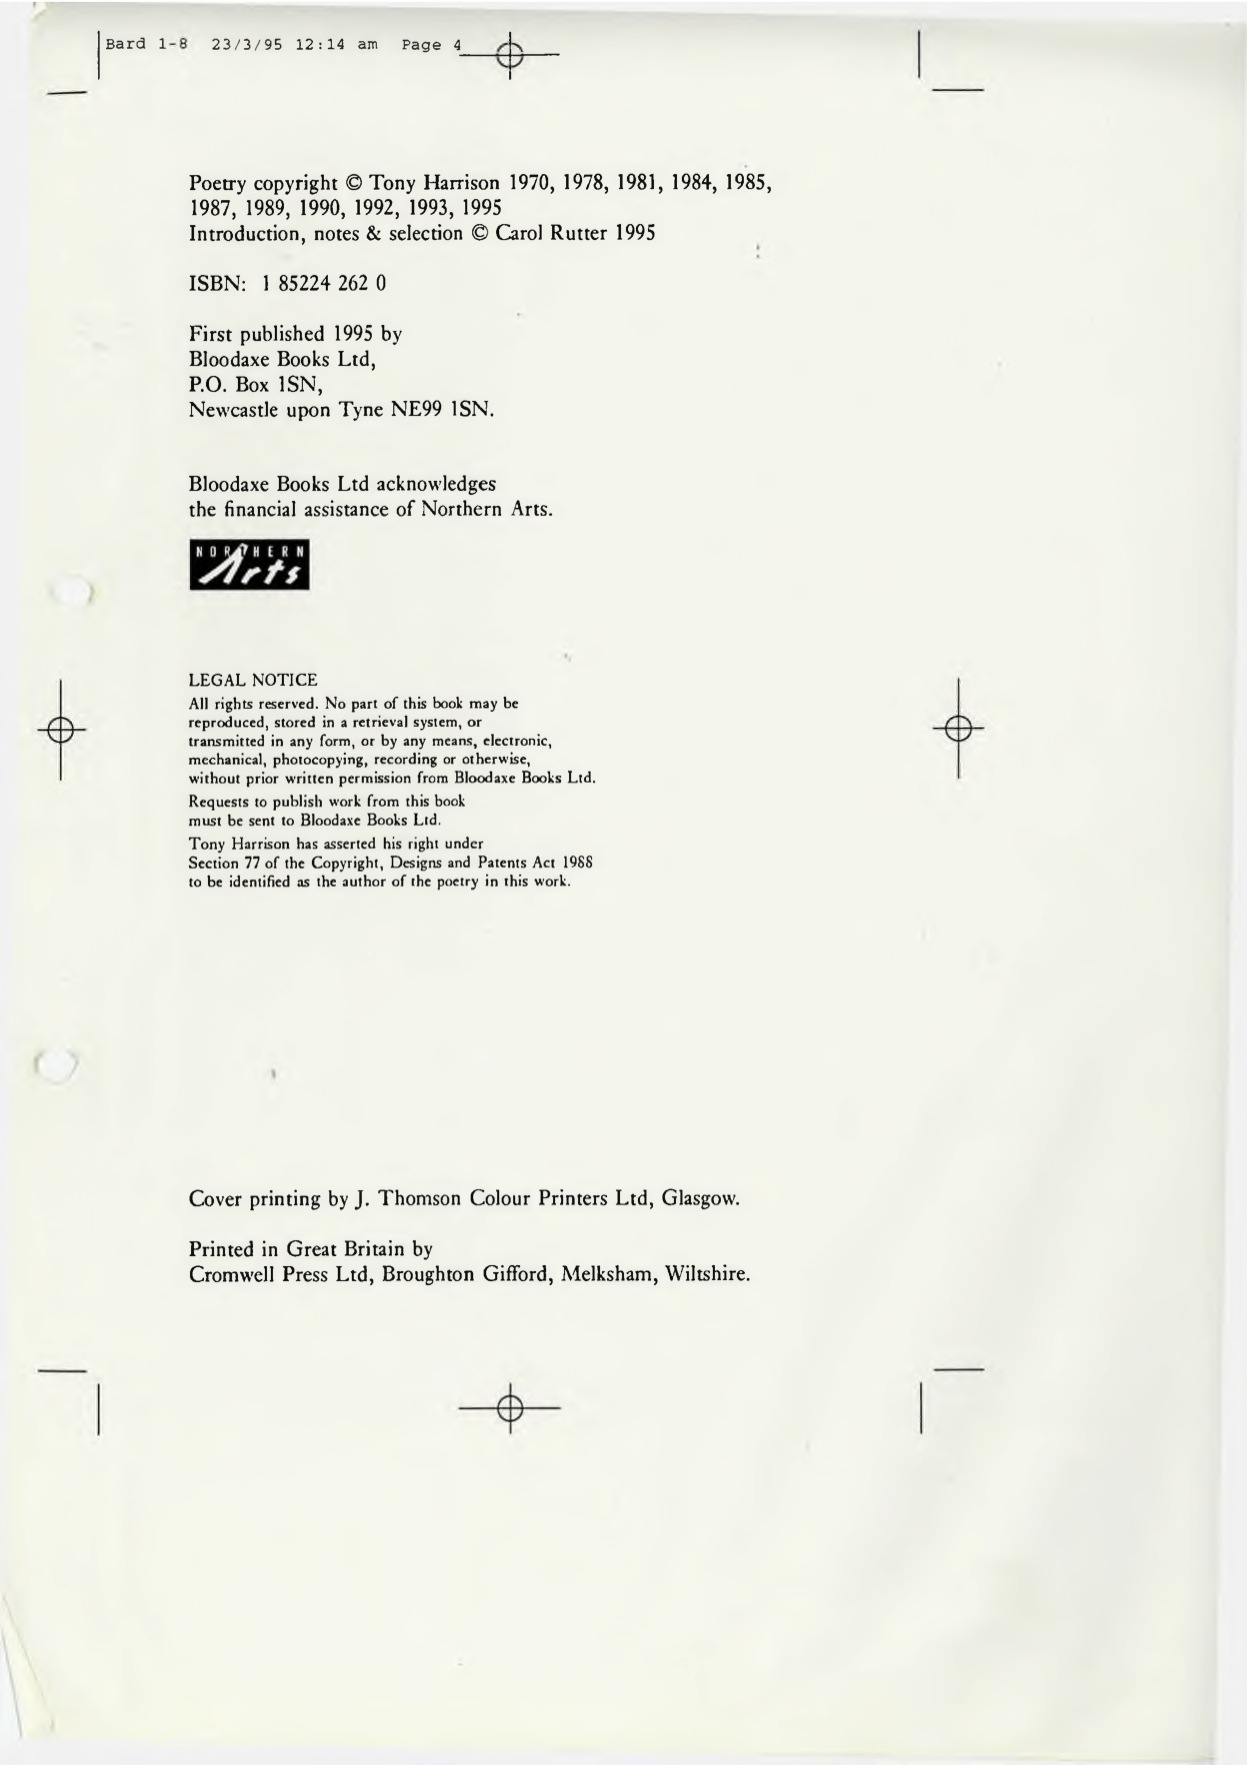 Bard 1-8 23/3/95 12:14 am Page 4
Poetry copyright © Tony Harrison 1970, 1978, 1981, 1984, 1985,
1987, 1989, 1990, 1992, 1993, 1995
Introduction, notes & selection © Carol Rutter 1995
ISBN: 1 85224 262 0
First published 1995 by
Bloodaxe Books Ltd,
P.O. Box 1SN,
Newcastle upon Tyne NE99 1SN.
Bloodaxe Books Ltd acknowledges
the financial assistance of Northern Arts.
NORTHERN
Arts
LEGAL NOTICE
All rights reserved. No part of this book may be
reproduced, stored in a retrieval system, or
transmitted in any form, or by any means, electronic,
mechanical, photocopying, recording or otherwise,
without prior written permission from Bloodaxe Books Ltd.
Requests to publish work from this book
must be sent to Bloodaxe Books Ltd.
Tony Harrison has asserted his right under
Section 77 of the Copyright, Designs and Patents Act 1988
to be identified as the author of the poetry in this work.
Cover printing by J. Thomson Colour Printers Ltd, Glasgow.
Printed in Great Britain by
Cromwell Press Ltd, Broughton Gifford, Melksham, Wiltshire.